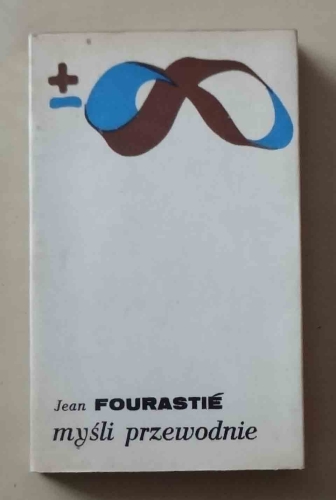 ±
Jean FOURASTIÉ
myśli przewodnie